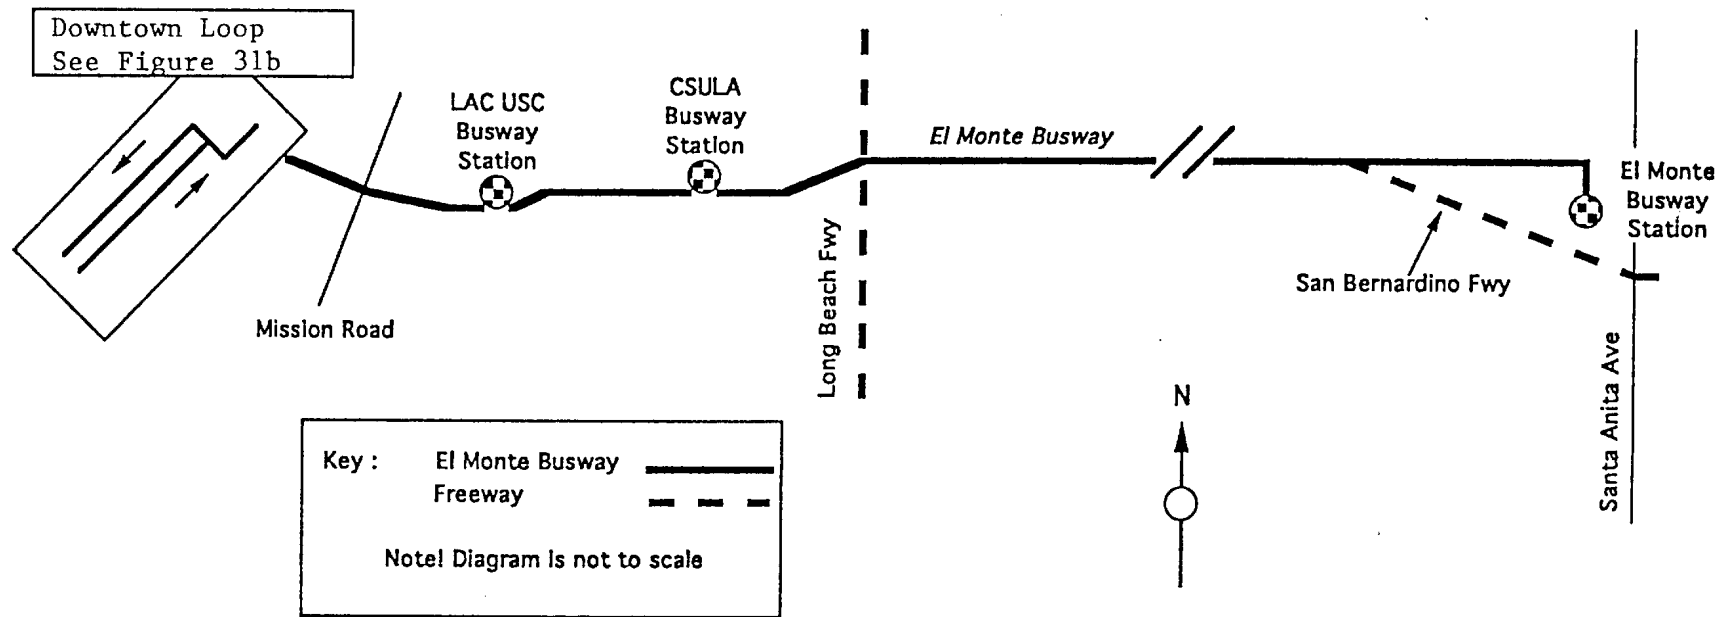 Downtown Loop
See Figure 31b
LAC USC
Busway
Station
CSULA
Busway
Station
El Monte Busway
El Monte
Busway
Station
San Bernardino Fwy
Mission Road
Long Beach Fwy
Santa Anita Ave
N
Key :
El Monte Busway
Freeway
Note! Diagram is not to scale